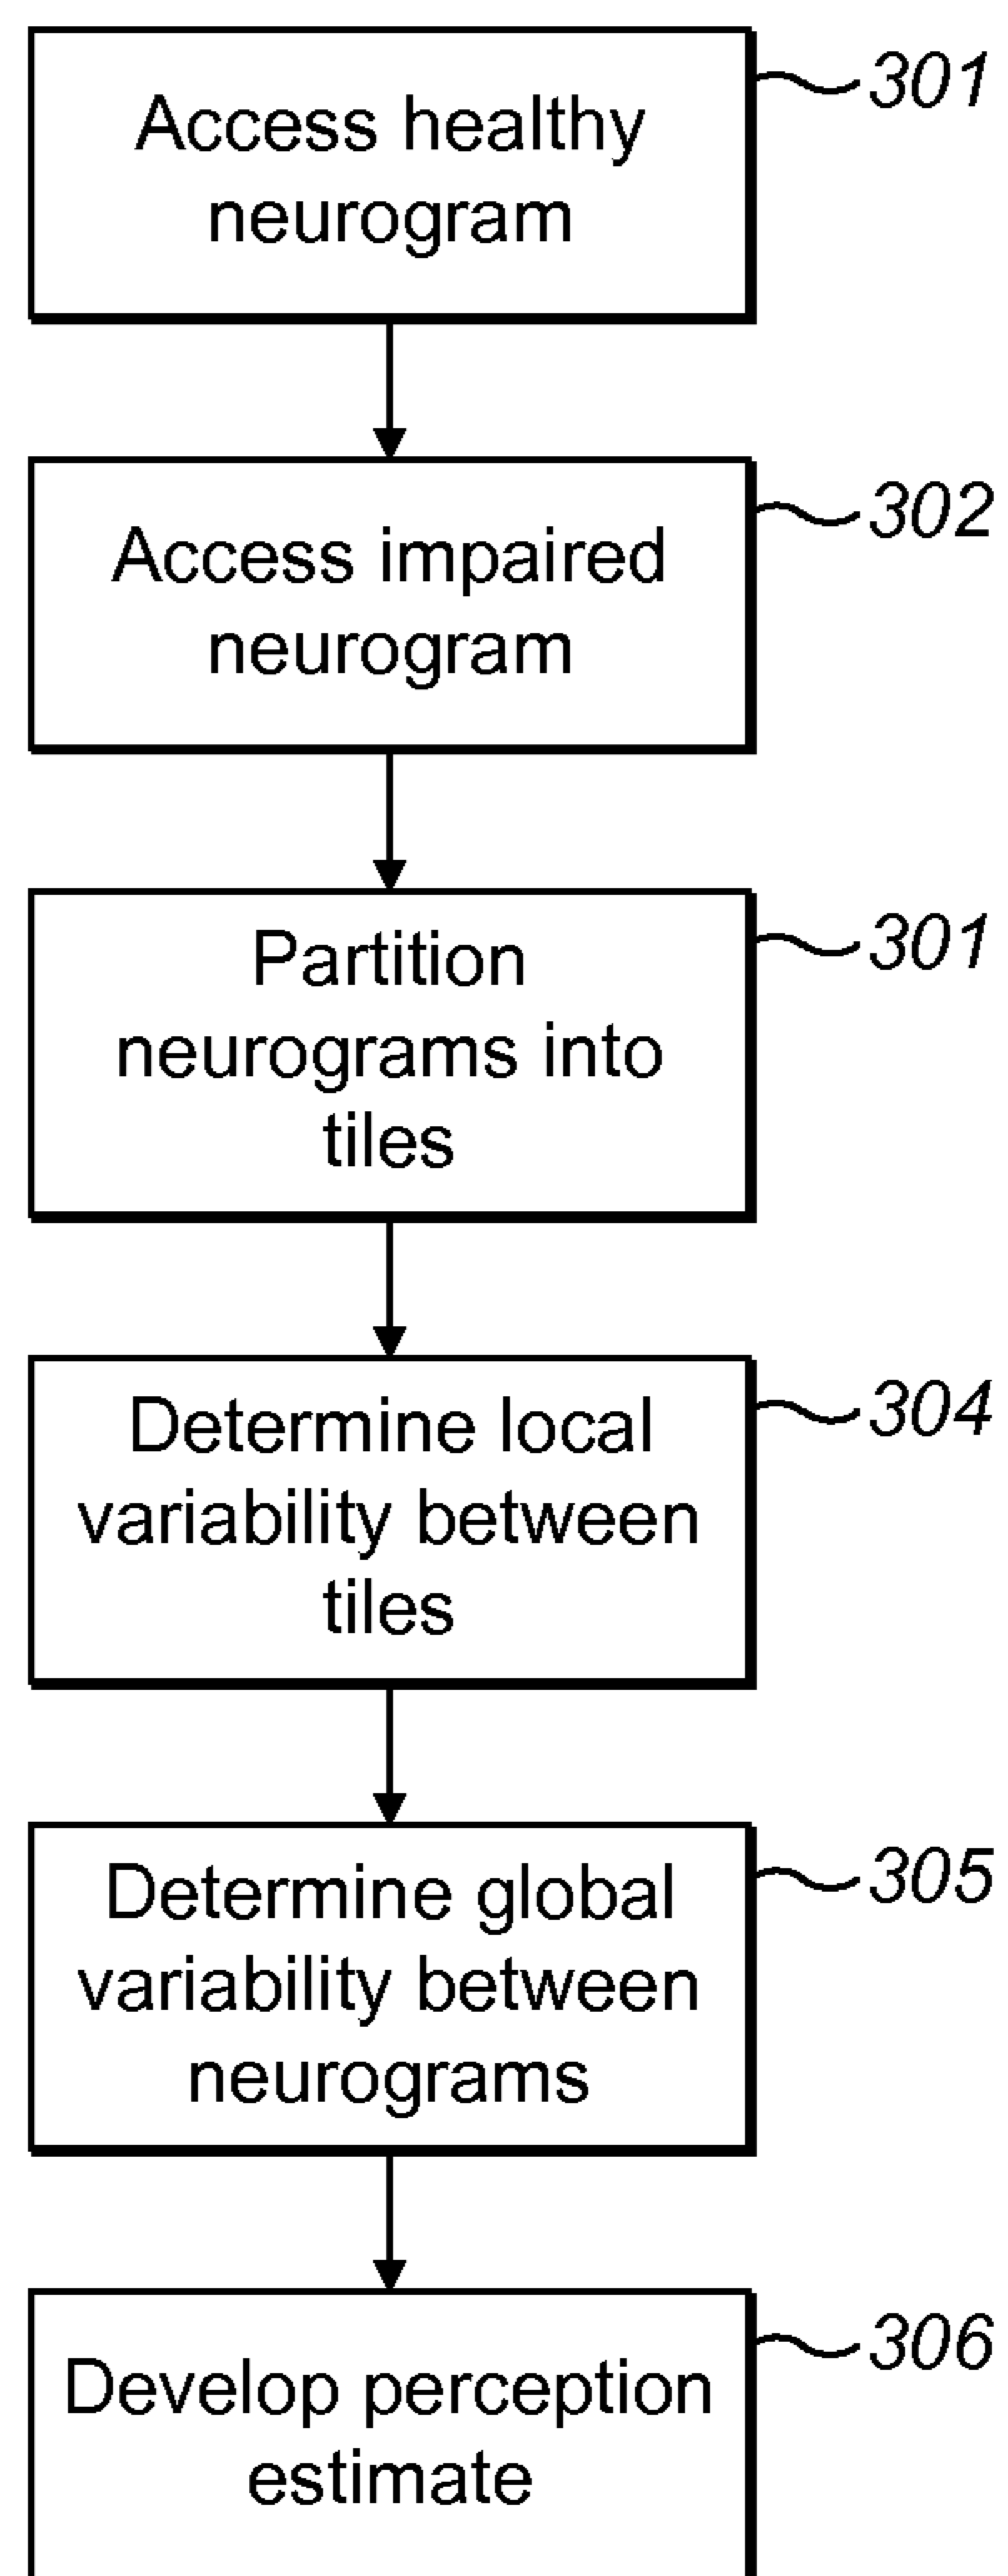 Access healthy
neurogram
301
Access impaired
neurogram
302
Partition
neurograms into
tiles
301
Determine local
variability between
tiles
304
Determine global
variability between
neurograms
305
Develop perception
estimate
306